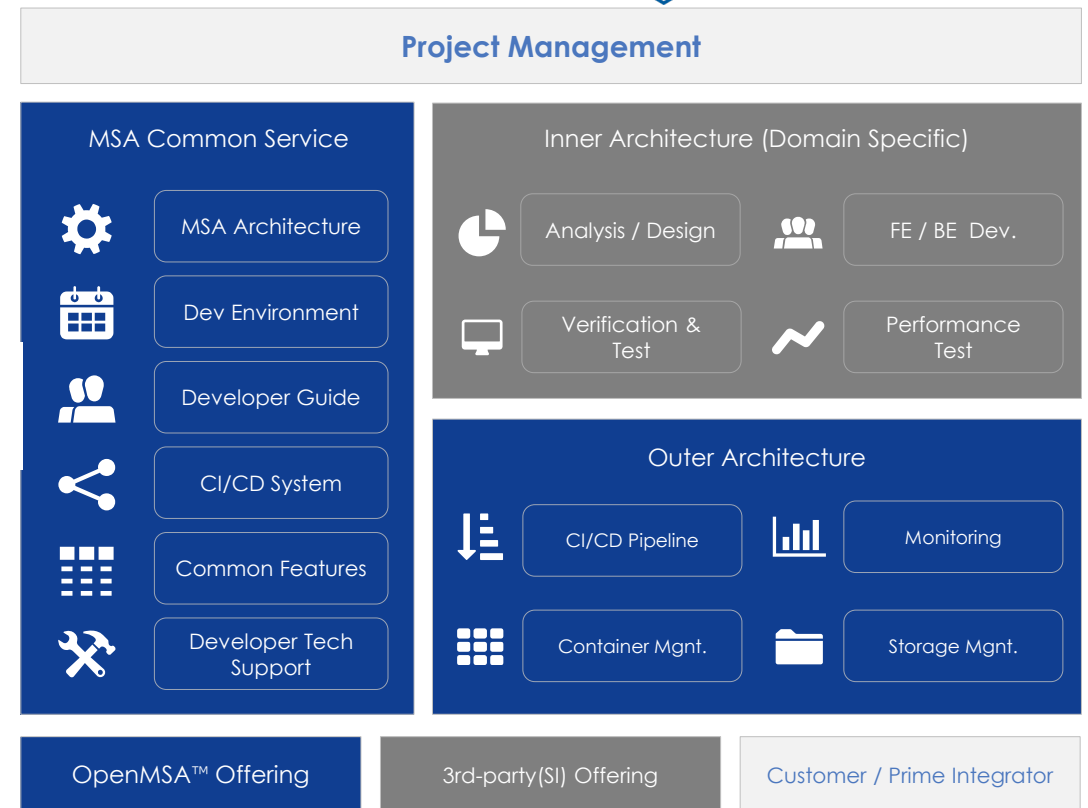 Project Management
MSA Common Service
MSA Architecture
Dev Environment
Developer Guide
CI/CD System
Common Features
Developer Tech
Support
Inner Architecture (Domain Specific)
Analysis / Design
FE / BE Dev.
Verification &
Test
Performance
Test
Outer Architecture
CI/CD Pipeline
Monitoring
Container Mgnt.
Storage Mgnt.
OpenMSA™ Offering
3rd-party(SI) Offering
Customer / Prime Integrator